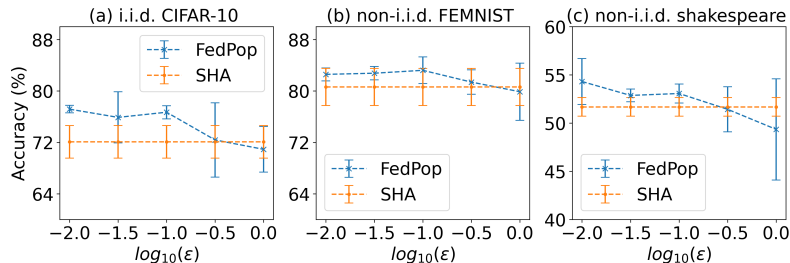 (a) i.i.d. CIFAR-10
Accuracy (%)
88
80
72
64
FedPop
SHA
−2.0 −1.5 −1.0 −0.5 0.0
log10(ε)
(b) non-i.i.d. FEMNIST
88
80
72
64
FedPop
SHA
−2.0 −1.5 −1.0 −0.5 0.0
log10(ε)
(c) non-i.i.d. shakespeare
60
55
50
45
40
FedPop
SHA
−2.0 −1.5 −1.0 −0.5 0.0
log10(ε)